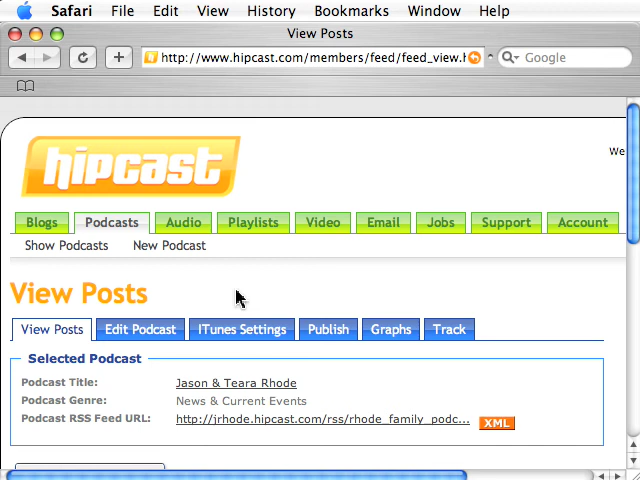 Safari File Edit View History Bookmarks Window Help
View Posts
http://www.hipcast.com/members/feed/feed_view.h Google
hipcast
We
Blogs Podcasts Audio Playlists Video Email Jobs Support Account
Show Podcasts New Podcast
View Posts
View Posts Edit Podcast ITunes Settings Publish Graphs Track
Selected Podcast
Podcast Title: Jason & Teara Rhode
Podcast Genre: News & Current Events
Podcast RSS Feed URL: http://jrhode.hipcast.com/rss/rhode_family_podc... XML